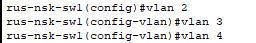 rus-nsk-sw1(config)#vlan 2
rus-nsk-sw1(config-vlan)#vlan 3
rus-nsk-sw1(config-vlan)#vlan 4